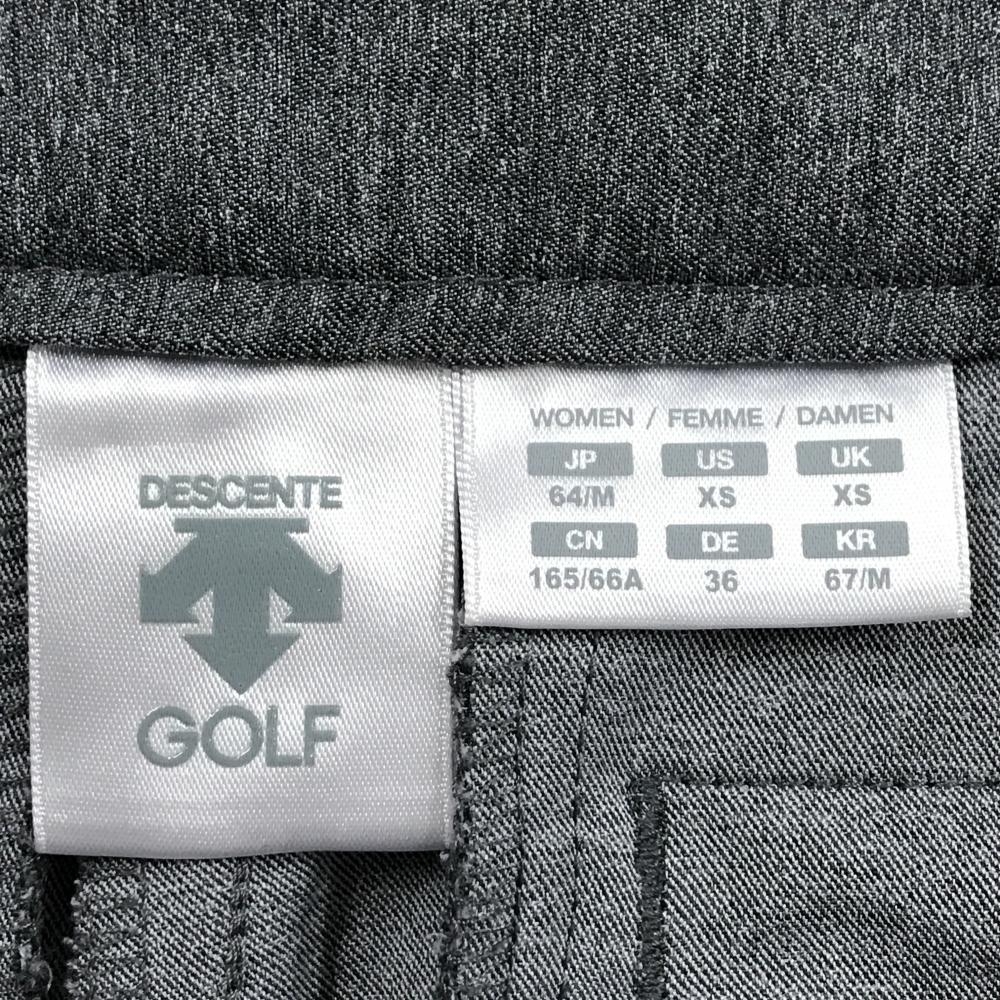 DESCENTE
GOLF
WOMEN / FEMME / DAMEN
JP US UK
64/M XS XS
CN DE KR
165/66A 36 67/M